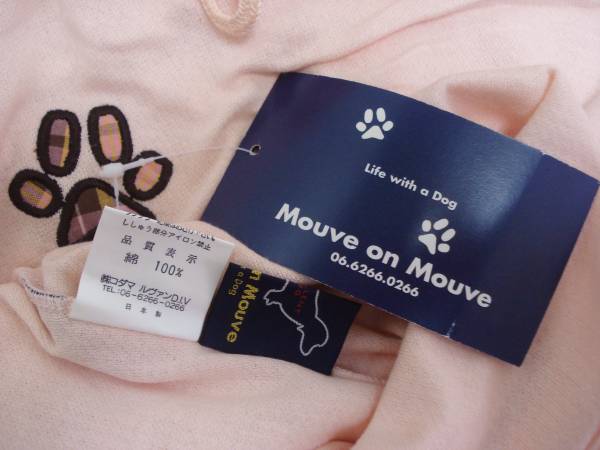 Life with a Dog
Mouve on Mouve
06.6266.0266
ししゅう部分アイロン禁止
品質表示
綿 100%
㈱コダマ ルヴァンD.I.V
TEL:06-6266-0266
日本製
n Mouve
a Dog